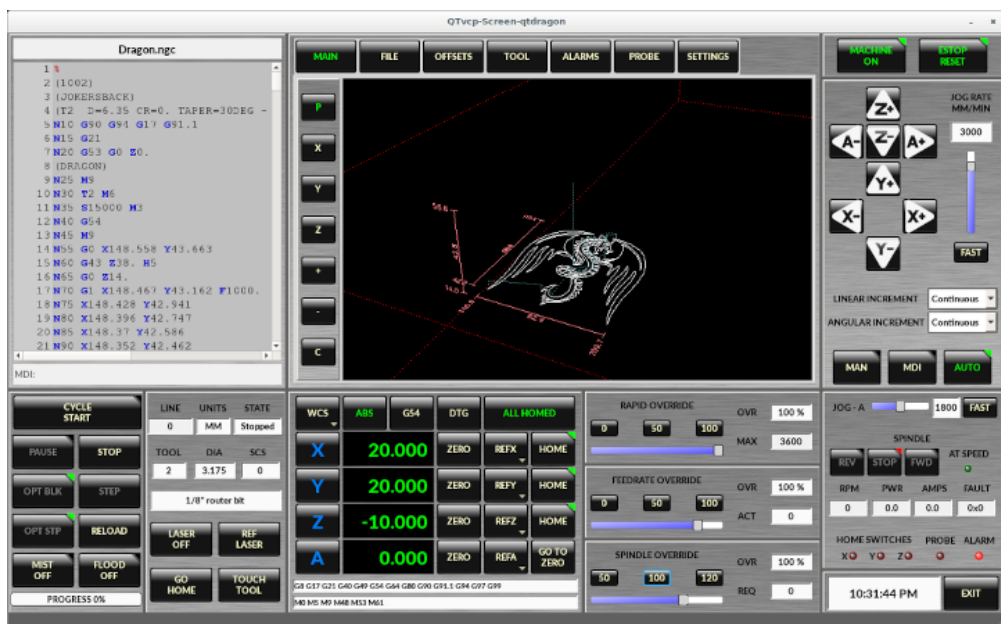 QTvcp-Screen-qtdragon
Dragon.ngc
1 %
2 (1002)
3 (JOKERSBACK)
4 (T2 D=6.35 CR=0. TAPER=30DEG -
5 N10 G90 G94 G17 G91.1
6 N15 G21
7 N20 G53 G0 Z0.
8 (DRAGON)
9 N25 M9
10 N30 T2 M6
11 N35 S15000 M3
12 N40 G54
13 N45 M9
14 N55 G0 X148.558 Y43.663
15 N60 G43 Z38. H5
16 N65 G0 Z14.
17 N70 G1 X148.467 Y43.162 F1000.
18 N75 X148.428 Y42.941
19 N80 X148.396 Y42.747
20 N85 X148.37 Y42.586
21 N90 X148.352 Y42.462
MDI:
MAIN FILE OFFSETS TOOL ALARMS PROBE SETTINGS
P
X
Y
Z
+
-
C
MACHINE ON
ESTOP RESET
JOG RATE
MM/MIN
3000
Z+
A- Z- A+
Y+
X- X+
Y-
FAST
LINEAR INCREMENT Continuous
ANGULAR INCREMENT Continuous
MAN MDI AUTO
CYCLE START
PAUSE STOP
OPT BLK STEP
OPT STP RELOAD
MIST OFF
FLOOD OFF
PROGRESS 0%
LINE UNITS STATE
0 MM Stopped
TOOL DIA SCS
2 3.175 0
1/8" router bit
LASER OFF
REF LASER
GO HOME
TOUCH TOOL
WCS ABS G54 DTG ALL HOMED
X 20.000 ZERO REFX HOME
Y 20.000 ZERO REFY HOME
Z -10.000 ZERO REFZ HOME
A 0.000 ZERO REFA GO TO ZERO
G8 G17 G21 G40 G49 G54 G64 G80 G90 G91.1 G94 G97 G99
M0 M5 M9 M48 M53 M61
RAPID OVERRIDE OVR 100 %
0 50 100
MAX 3600
FEEDRATE OVERRIDE OVR 100 %
0 50 100
ACT 0
SPINDLE OVERRIDE OVR 100 %
50 100 120
REQ 0
JOG - A 1800 FAST
SPINDLE
REV STOP FWD AT SPEED
RPM PWR AMPS FAULT
0 0.0 0.0 0x0
HOME SWITCHES PROBE ALARM
X Y Z
10:31:44 PM EXIT